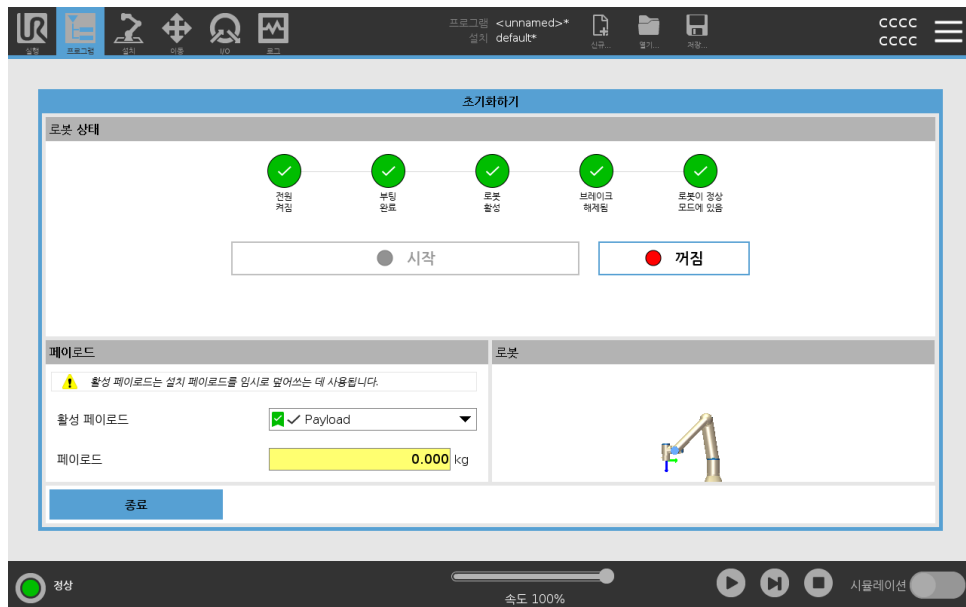 UR
프로그램 <unnamed>*
설치 default*
cccc
cccc
실행
프로그램
설치
이동
I/O
로그
신규...
열기...
저장...
초기화하기
로봇 상태
전원
켜짐
부팅
완료
로봇
활성
브레이크
해제됨
로봇이 정상
모드에 있음
시작
꺼짐
페이로드
로봇
활성 페이로드는 설치 페이로드를 임시로 덮어쓰는 데 사용됩니다.
활성 페이로드
Payload
페이로드
0.000 kg
종료
정상
속도 100%
시뮬레이션